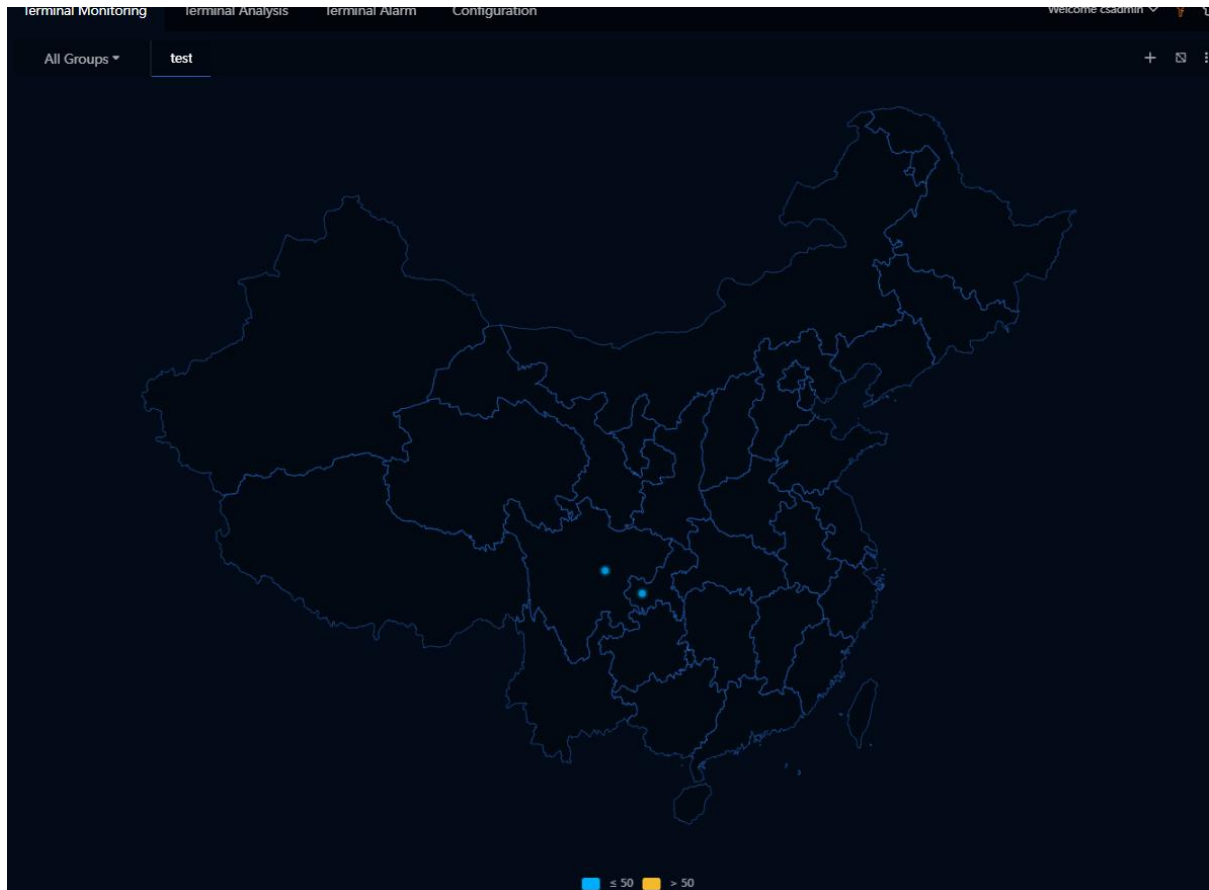 Terminal Monitoring Terminal Analysis Terminal Alarm Configuration Welcome csadmin
All Groups test
≤ 50 > 50